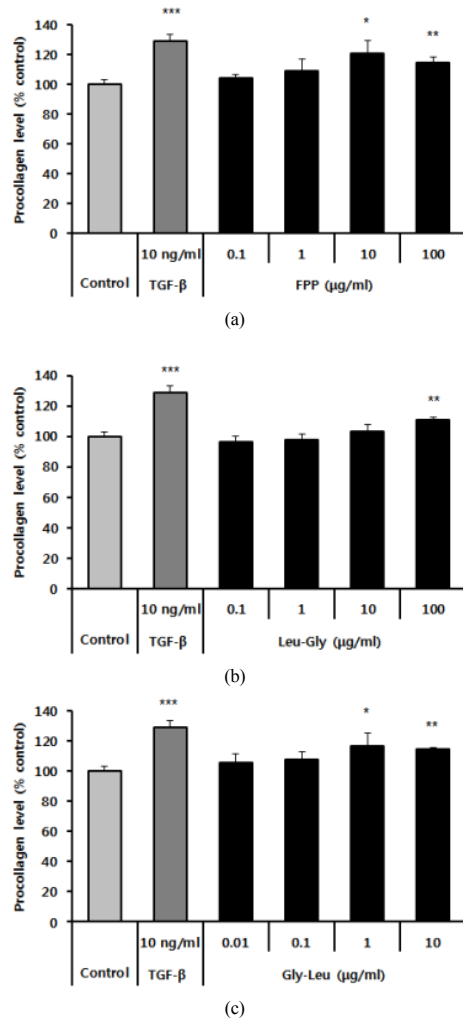 ***
*
**
Procollagen level (% control)
140
120
100
80
60
40
20
0
10 ng/ml 0.1 1 10 100
Control TGF-β FPP (μg/ml)
(a)
***
**
Procollagen level (% control)
140
120
100
80
60
40
20
0
10 ng/ml 0.1 1 10 100
Control TGF-β Leu-Gly (μg/ml)
(b)
***
*
**
Procollagen level (% control)
140
120
100
80
60
40
20
0
10 ng/ml 0.01 0.1 1 10
Control TGF-β Gly-Leu (μg/ml)
(c)